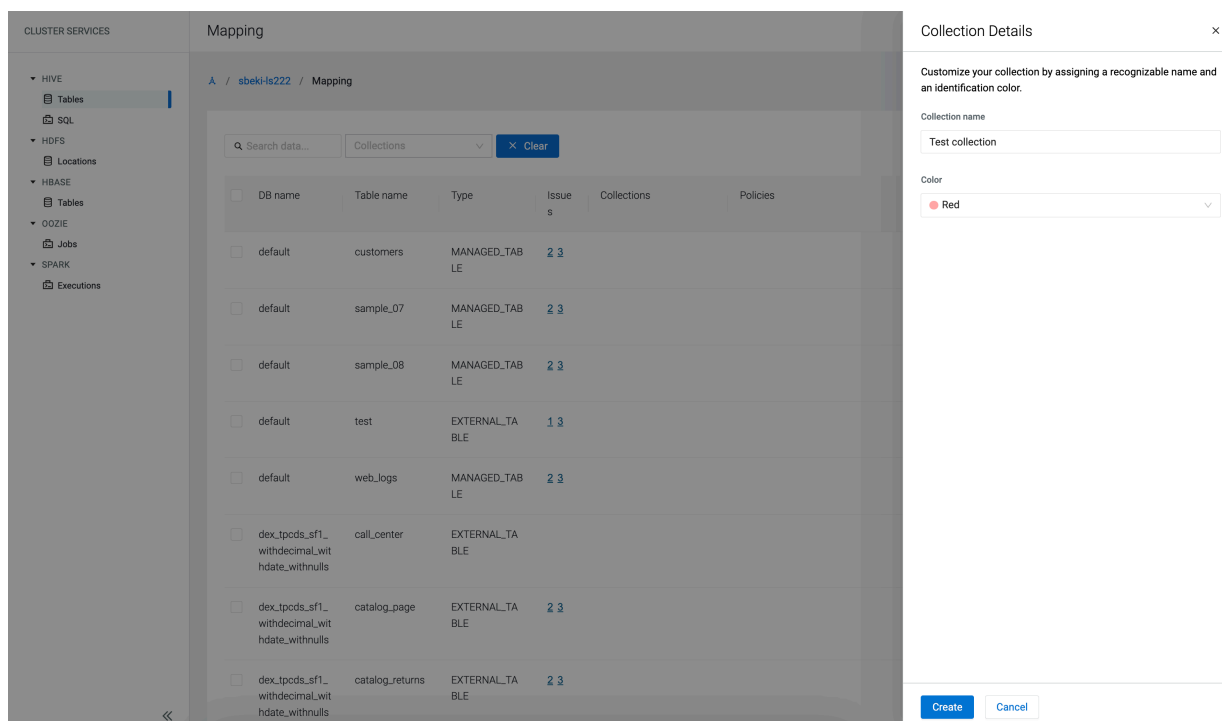 CLUSTER SERVICES
HIVE
Tables
SQL
HDFS
Locations
HBASE
Tables
OOZIE
Jobs
SPARK
Executions
Mapping
/ sbeki-ls222 / Mapping
Search data...
Collections
Clear
DB name Table name Type Issue Collections Policies
s
default customers MANAGED_TAB 2 3
LE
default sample_07 MANAGED_TAB 2 3
LE
default sample_08 MANAGED_TAB 2 3
LE
default test EXTERNAL_TA 1 3
BLE
default web_logs MANAGED_TAB 2 3
LE
dex_tpcds_sf1_ call_center EXTERNAL_TA
withdecimal_wit BLE
hdate_withnulls
dex_tpcds_sf1_ catalog_page EXTERNAL_TA 2 3
withdecimal_wit BLE
hdate_withnulls
dex_tpcds_sf1_ catalog_returns EXTERNAL_TA 2 3
withdecimal_wit BLE
hdate_withnulls
Collection Details
Customize your collection by assigning a recognizable name and
an identification color.
Collection name
Test collection
Color
Red
Create Cancel